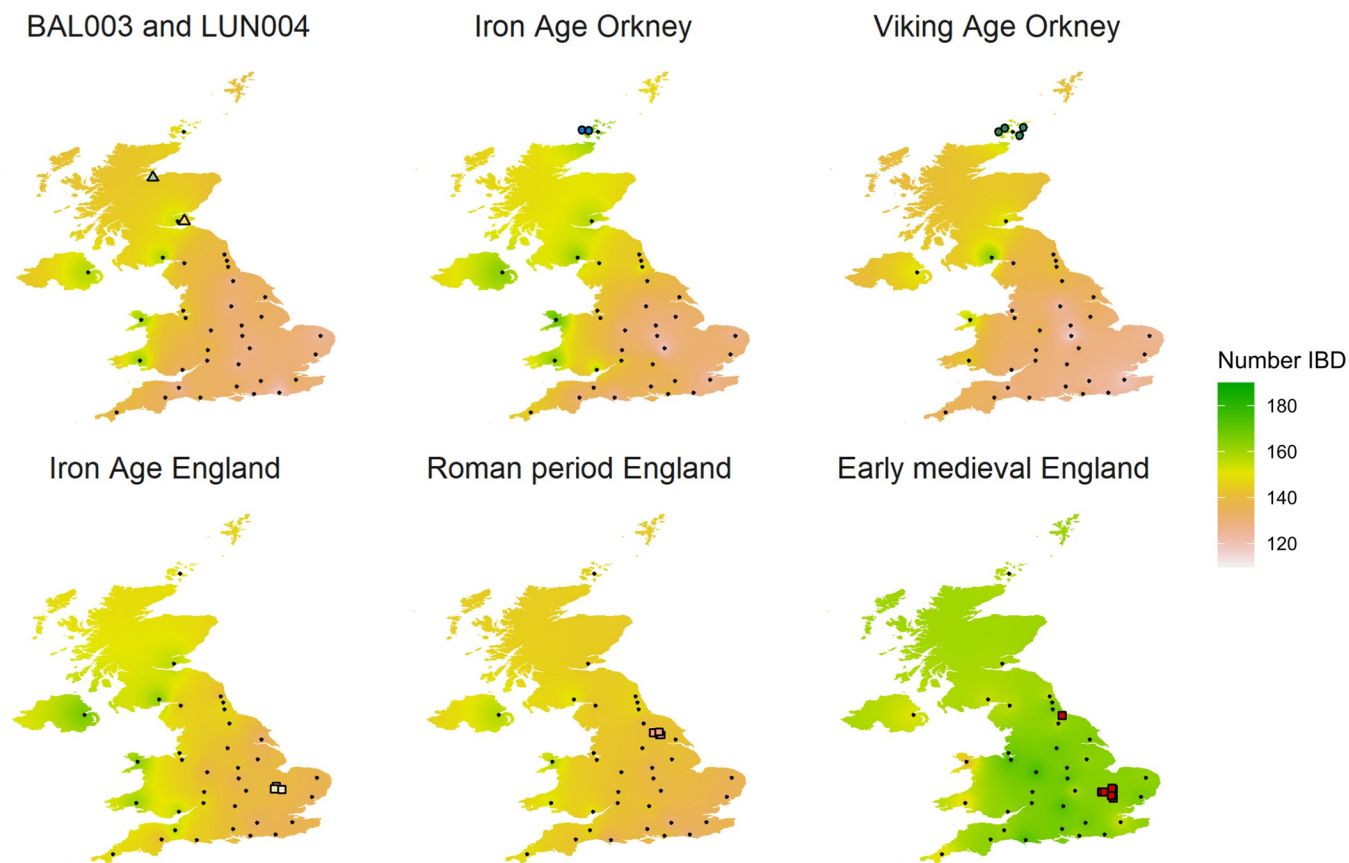 BAL003 and LUN004
Iron Age Orkney
Viking Age Orkney
Iron Age England
Roman period England
Early medieval England
Number IBD
180
160
140
120